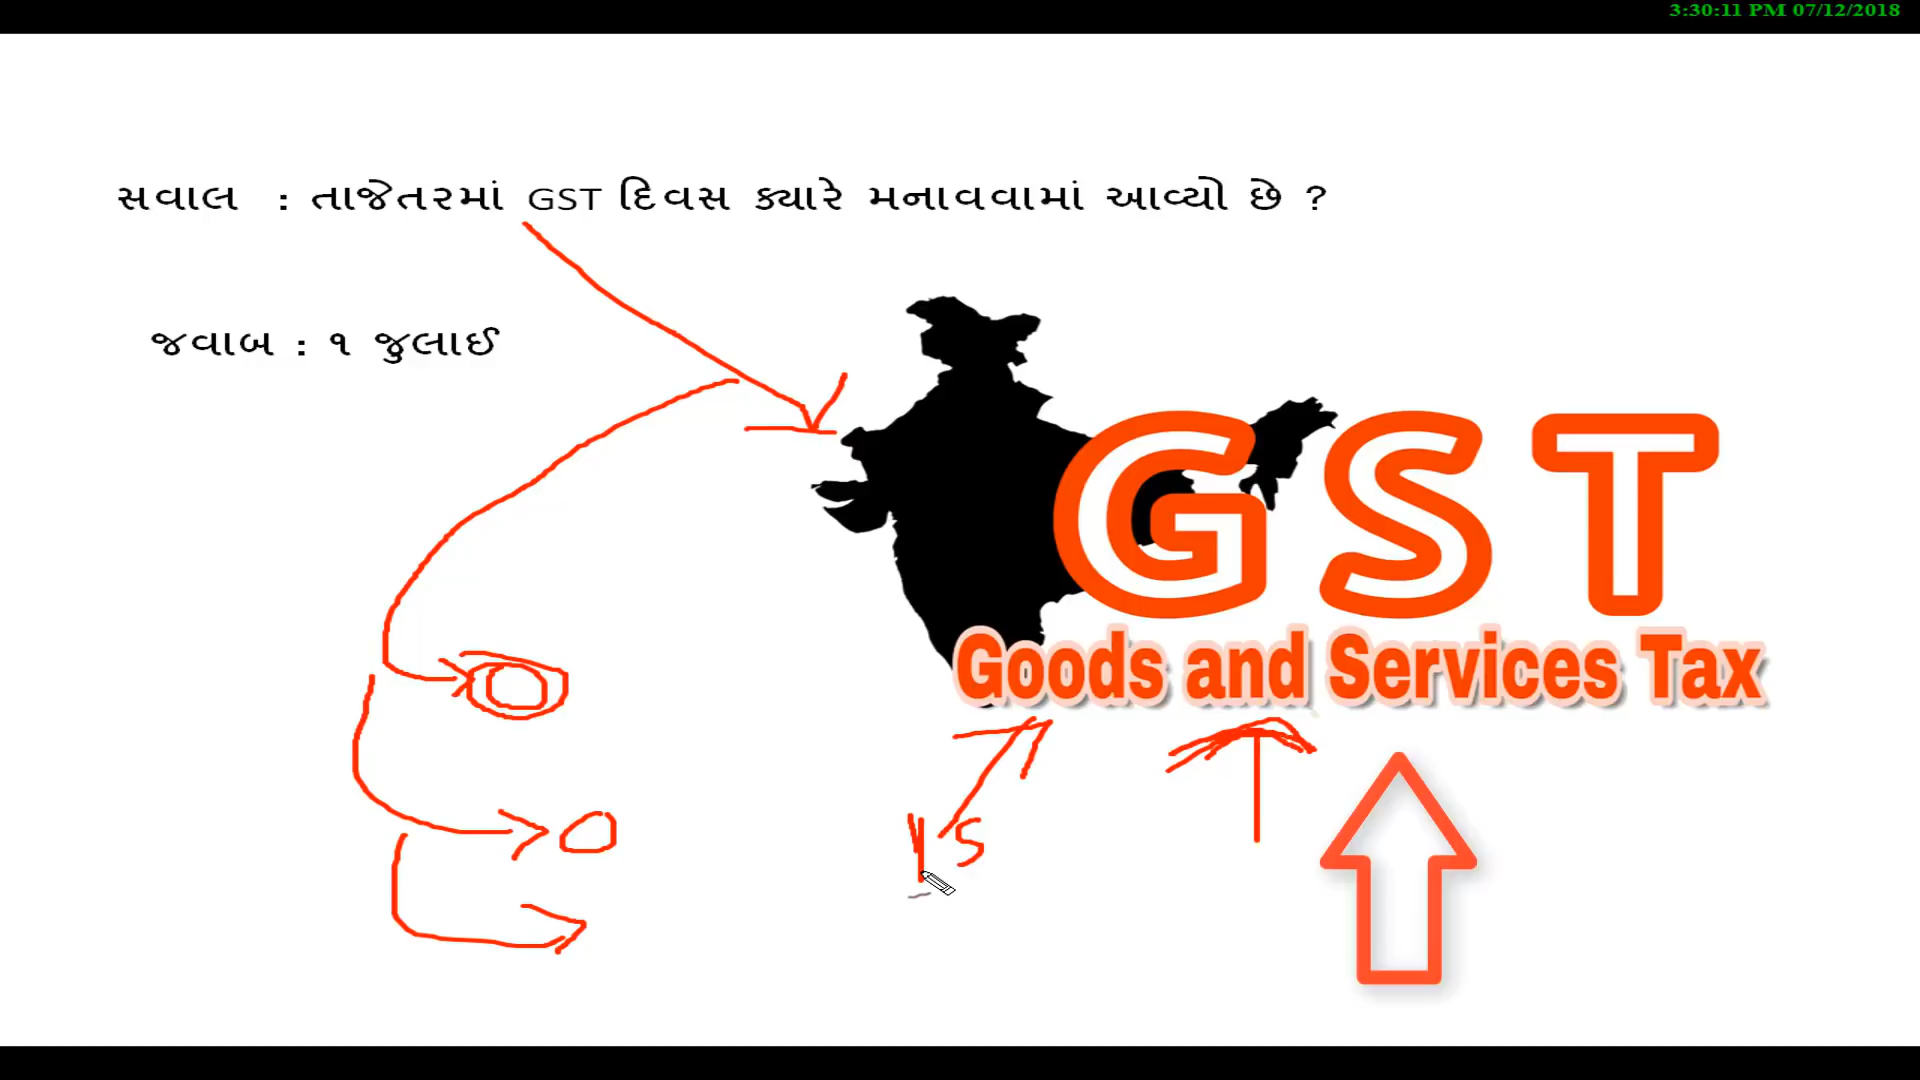 3:30:11 PM 07/12/2018
સવાલ : તાજેતરમાં GST દિવસ ક્યારે મનાવવામાં આવ્યો છે ?
જવાબ : ૧ જુલાઈ
GST
Goods and Services Tax